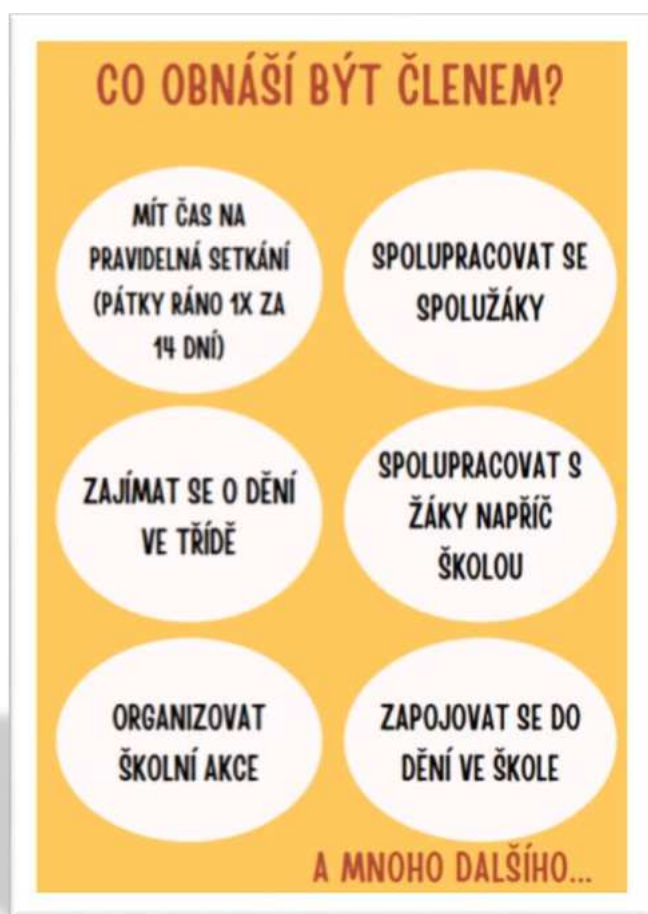 CO OBNÁŠÍ BÝT ČLENEM?
MÍT ČAS NA
PRAVIDELNÁ SETKÁNÍ
(PÁTKY RÁNO 1X ZA
14 DNÍ)
SPOLUPRACOVAT SE
SPOLUŽÁKY
ZAJÍMAT SE O DĚNÍ
VE TŘÍDĚ
SPOLUPRACOVAT S
ŽÁKY NAPŘÍČ
ŠKOLOU
ORGANIZOVAT
ŠKOLNÍ AKCE
ZAPOJOVAT SE DO
DĚNÍ VE ŠKOLE
A MNOHO DALŠÍHO...